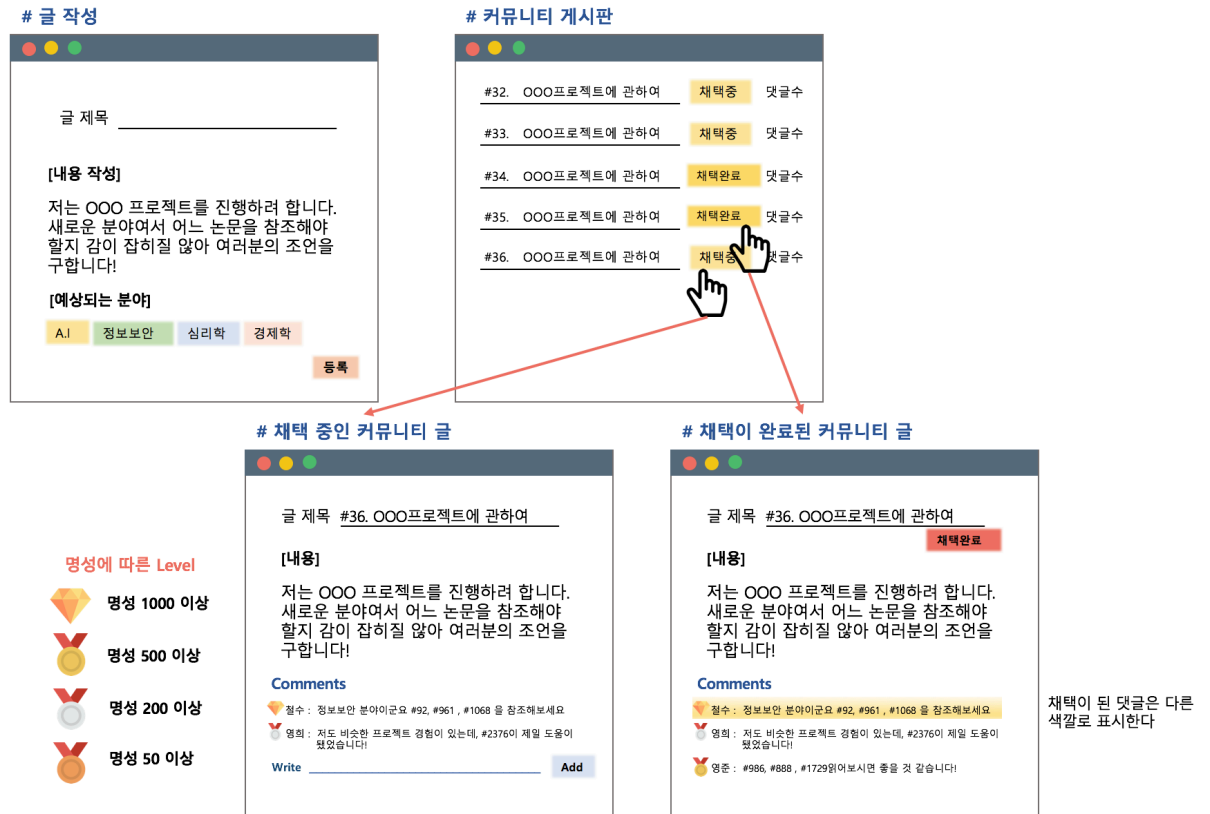 # 글 작성
글 제목
[내용 작성]
저는 OOO 프로젝트를 진행하려 합니다.
새로운 분야여서 어느 논문을 참조해야
할지 감이 잡히질 않아 여러분의 조언을
구합니다!
[예상되는 분야]
A.I 정보보안 심리학 경제학
등록
# 커뮤니티 게시판
#32. OOO프로젝트에 관하여 채택중 댓글수
#33. OOO프로젝트에 관하여 채택중 댓글수
#34. OOO프로젝트에 관하여 채택완료 댓글수
#35. OOO프로젝트에 관하여 채택완료 댓글수
#36. OOO프로젝트에 관하여 채택중 댓글수
명성에 따른 Level
명성 1000 이상
명성 500 이상
명성 200 이상
명성 50 이상
# 채택 중인 커뮤니티 글
글 제목 #36. OOO프로젝트에 관하여
[내용]
저는 OOO 프로젝트를 진행하려 합니다.
새로운 분야여서 어느 논문을 참조해야
할지 감이 잡히질 않아 여러분의 조언을
구합니다!
Comments
철수 : 정보보안 분야이군요 #92, #961 , #1068 을 참조해보세요
영희 : 저도 비슷한 프로젝트 경험이 있는데, #2376이 제일 도움이
됐었습니다!
Write Add
# 채택이 완료된 커뮤니티 글
글 제목 #36. OOO프로젝트에 관하여
채택완료
[내용]
저는 OOO 프로젝트를 진행하려 합니다.
새로운 분야여서 어느 논문을 참조해야
할지 감이 잡히질 않아 여러분의 조언을
구합니다!
Comments
철수 : 정보보안 분야이군요 #92, #961 , #1068 을 참조해보세요
영희 : 저도 비슷한 프로젝트 경험이 있는데, #2376이 제일 도움이
됐었습니다!
영준 : #986, #888 , #1729읽어보시면 좋을 것 같습니다!
채택이 된 댓글은 다른
색깔로 표시한다